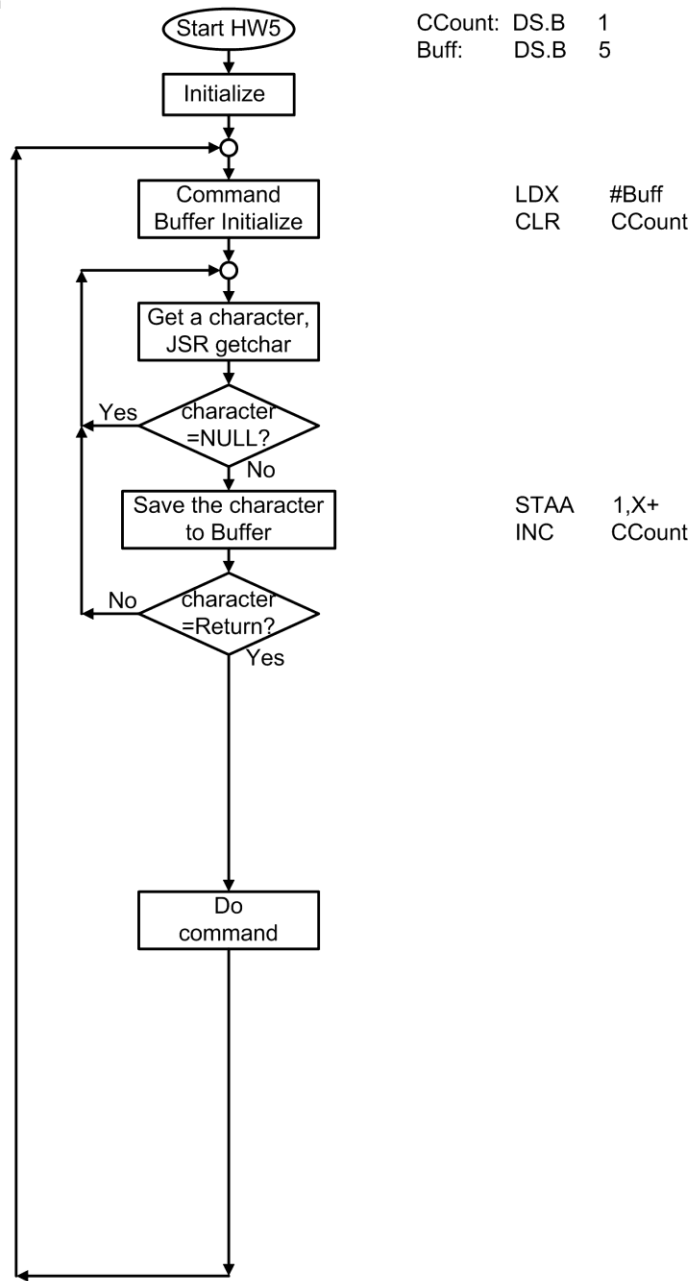 Start HW5
CCount: DS.B 1
Buff: DS.B 5
Initialize
Command
Buffer Initialize
LDX #Buff
CLR CCount
Get a character,
JSR getchar
Yes
character
=NULL?
No
Save the character
to Buffer
STAA 1,X+
INC CCount
No
character
=Return?
Yes
Do
command